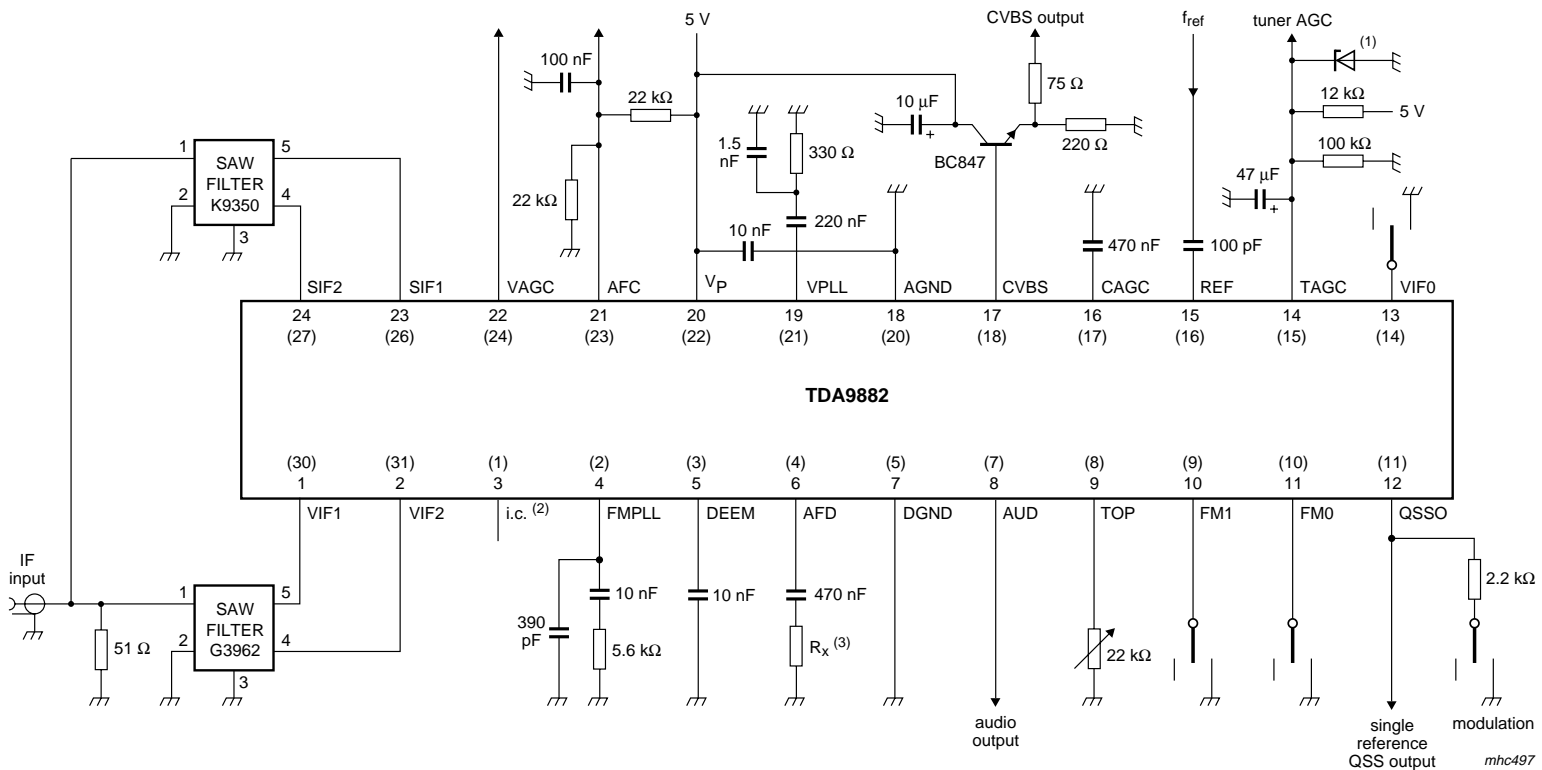 5 V
CVBS output
f_ref
tuner AGC
(1)
100 nF
22 kΩ
10 μF
+
75 Ω
12 kΩ
5 V
1
5
SAW
FILTER
K9350
2
4
3
1.5
nF
330 Ω
BC847
220 Ω
100 kΩ
47 μF
+
22 kΩ
220 nF
10 nF
470 nF
100 pF
SIF2
SIF1
VAGC
AFC
V_P
VPLL
AGND
CVBS
CAGC
REF
TAGC
VIF0
24
23
22
21
20
19
18
17
16
15
14
13
(27)
(26)
(24)
(23)
(22)
(21)
(20)
(18)
(17)
(16)
(15)
(14)
TDA9882
(30)
(31)
(1)
(2)
(3)
(4)
(5)
(7)
(8)
(9)
(10)
(11)
1
2
3
4
5
6
7
8
9
10
11
12
VIF1
VIF2
i.c. (2)
FMPLL
DEEM
AFD
DGND
AUD
TOP
FM1
FM0
QSSO
IF
input
1
5
SAW
FILTER
G3962
2
4
3
51 Ω
390
pF
10 nF
5.6 kΩ
10 nF
470 nF
R_x (3)
22 kΩ
2.2 kΩ
audio
output
single
reference
QSS output
modulation
mhc497